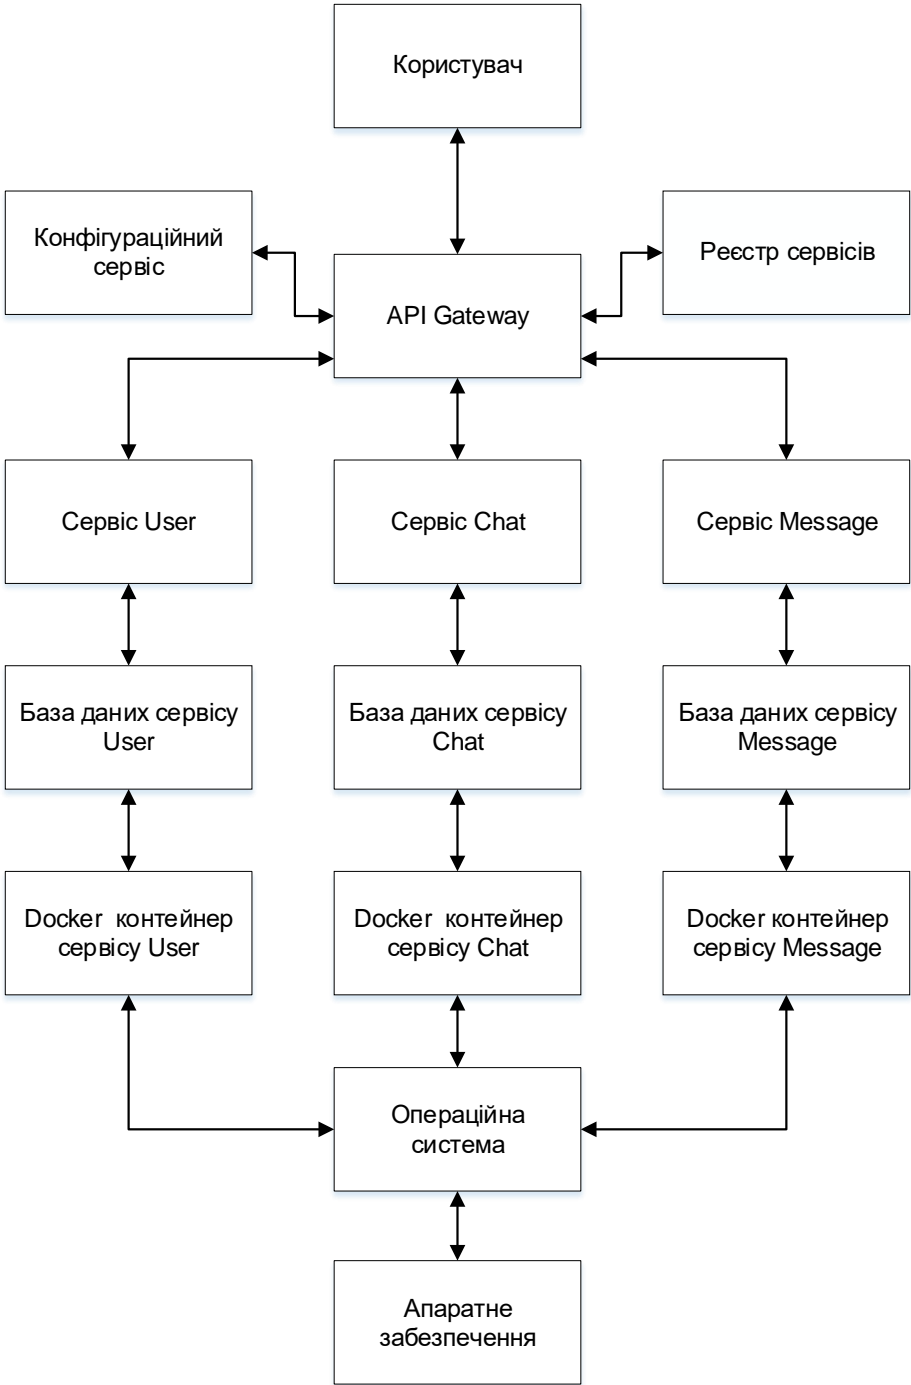 Користувач
Конфігураційний
сервіс
Реєстр сервісів
API Gateway
Сервіс User
Сервіс Chat
Сервіс Message
База даних сервісу
User
База даних сервісу
Chat
База даних сервісу
Message
Docker  контейнер
сервісу User
Docker  контейнер
сервісу Chat
Docker контейнер
сервісу Message
Операційна
система
Апаратне
забезпечення